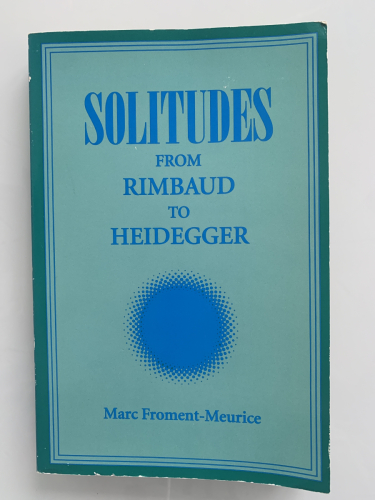 SOLITUDES
FROM
RIMBAUD
TO
HEIDEGGER
Marc Froment-Meurice